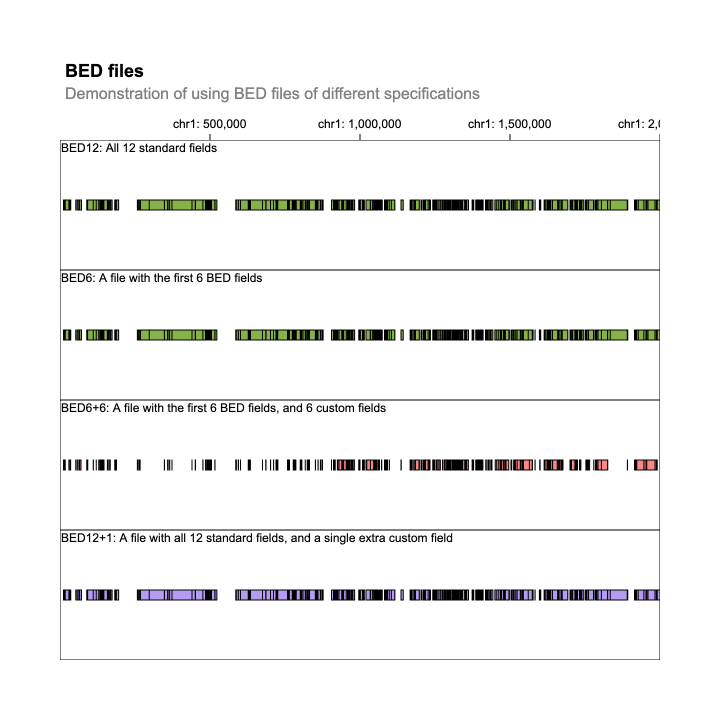 BED files
Demonstration of using BED files of different specifications
chr1: 500,000 chr1: 1,000,000 chr1: 1,500,000 chr1: 2,0
BED12: All 12 standard fields
BED6: A file with the first 6 BED fields
BED6+6: A file with the first 6 BED fields, and 6 custom fields
BED12+1: A file with all 12 standard fields, and a single extra custom field